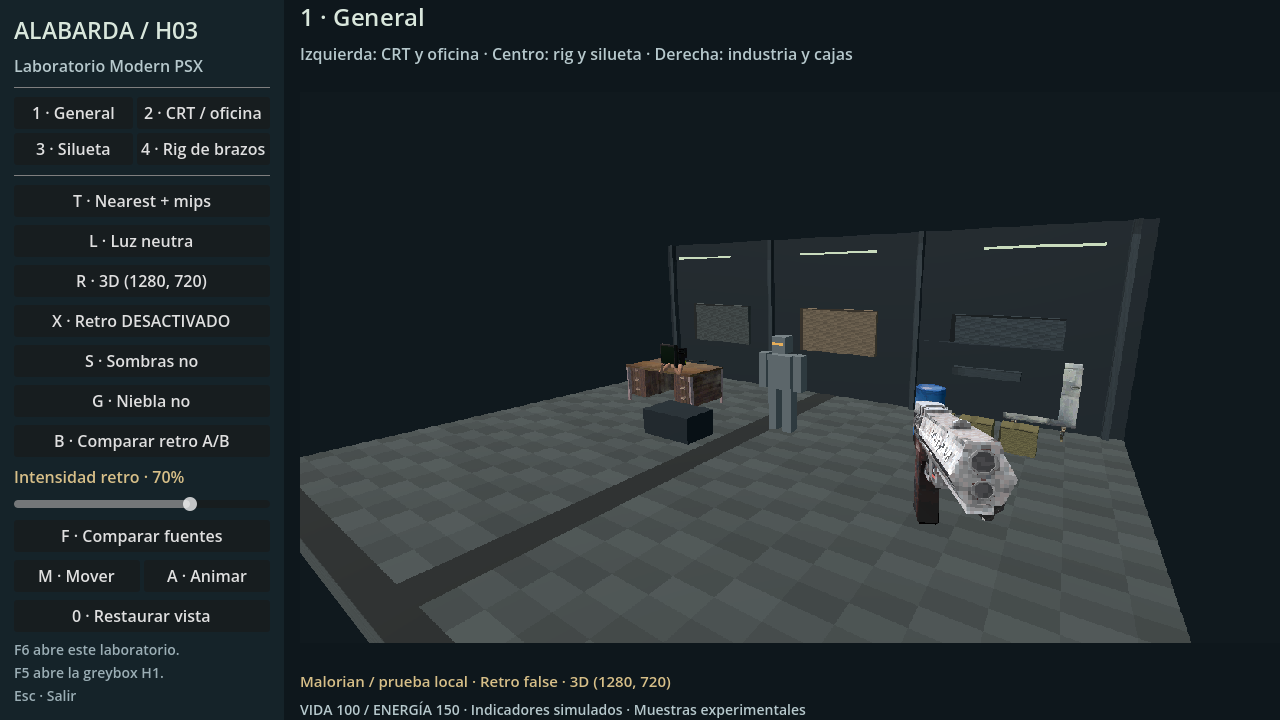 ALABARDA / H03
Laboratorio Modern PSX
1 · General
2 · CRT / oficina
3 · Silueta
4 · Rig de brazos
T · Nearest + mips
L · Luz neutra
R · 3D (1280, 720)
X · Retro DESACTIVADO
S · Sombras no
G · Niebla no
B · Comparar retro A/B
Intensidad retro · 70%
F · Comparar fuentes
M · Mover
A · Animar
0 · Restaurar vista
F6 abre este laboratorio.
F5 abre la greybox H1.
Esc · Salir
1 · General
Izquierda: CRT y oficina · Centro: rig y silueta · Derecha: industria y cajas
Malorian / prueba local · Retro false · 3D (1280, 720)
VIDA 100 / ENERGÍA 150 · Indicadores simulados · Muestras experimentales